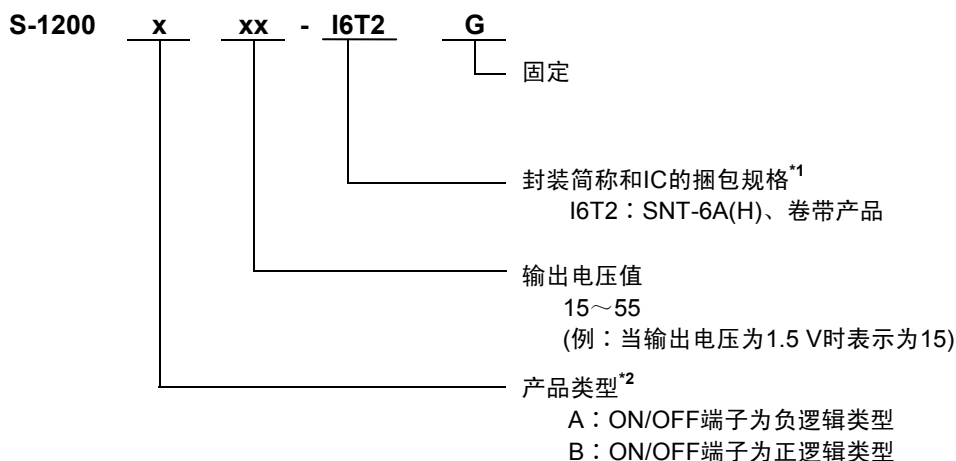 S-1200 x xx - I6T2 G
固定
封装简称和IC的捆包规格*1
I6T2：SNT-6A(H)、卷带产品
输出电压值
15～55
(例：当输出电压为1.5 V时表示为15)
产品类型*2
A：ON/OFF端子为负逻辑类型
B：ON/OFF端子为正逻辑类型